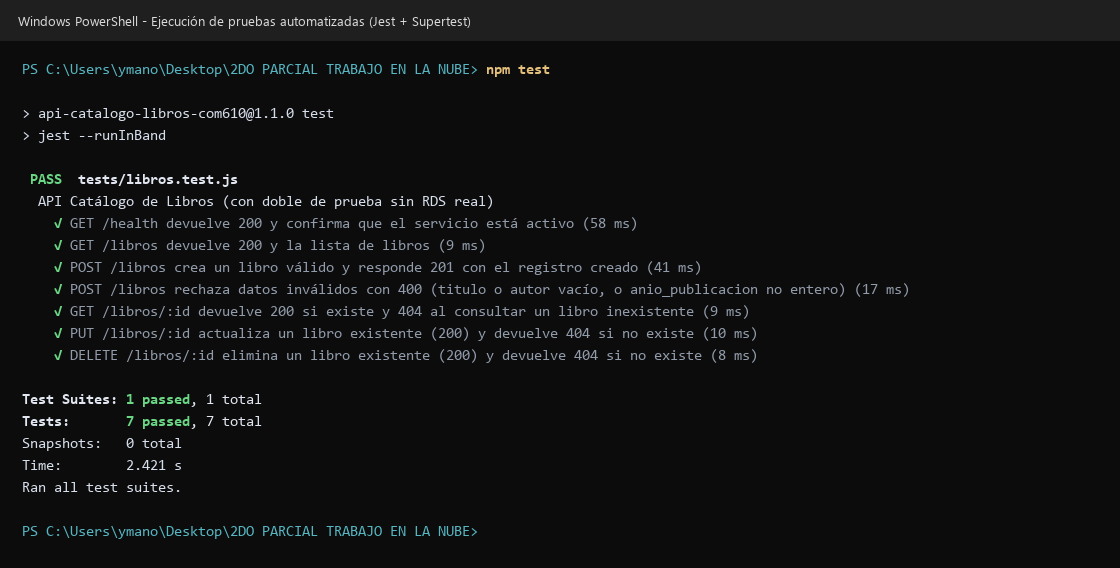 Windows PowerShell - Ejecución de pruebas automatizadas (Jest + Supertest)
PS C:\Users\ymano\Desktop\2DO PARCIAL TRABAJO EN LA NUBE> npm test
> api-catalogo-libros-com610@1.1.0 test
> jest --runInBand
PASS tests/libros.test.js
API Catálogo de Libros (con doble de prueba sin RDS real)
√ GET /health devuelve 200 y confirma que el servicio está activo (58 ms)
√ GET /libros devuelve 200 y la lista de libros (9 ms)
√ POST /libros crea un libro válido y responde 201 con el registro creado (41 ms)
√ POST /libros rechaza datos inválidos con 400 (titulo o autor vacío, o anio_publicacion no entero) (17 ms)
√ GET /libros/:id devuelve 200 si existe y 404 al consultar un libro inexistente (9 ms)
√ PUT /libros/:id actualiza un libro existente (200) y devuelve 404 si no existe (10 ms)
√ DELETE /libros/:id elimina un libro existente (200) y devuelve 404 si no existe (8 ms)
Test Suites: 1 passed, 1 total
Tests: 7 passed, 7 total
Snapshots: 0 total
Time: 2.421 s
Ran all test suites.
PS C:\Users\ymano\Desktop\2DO PARCIAL TRABAJO EN LA NUBE>